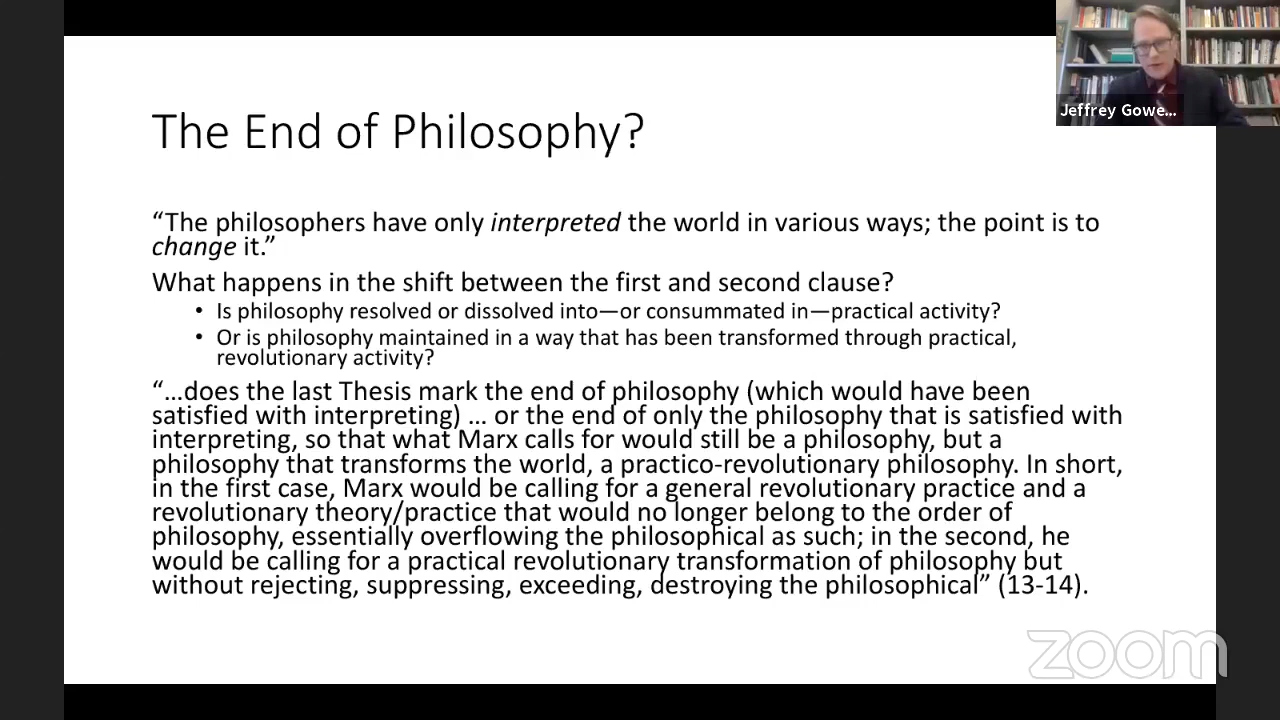 Jeffrey Gowe...
The End of Philosophy?
“The philosophers have only interpreted the world in various ways; the point is to
change it.”
What happens in the shift between the first and second clause?
• Is philosophy resolved or dissolved into—or consummated in—practical activity?
• Or is philosophy maintained in a way that has been transformed through practical,
revolutionary activity?
“…does the last Thesis mark the end of philosophy (which would have been
satisfied with interpreting) … or the end of only the philosophy that is satisfied with
interpreting, so that what Marx calls for would still be a philosophy, but a
philosophy that transforms the world, a practico-revolutionary philosophy. In short,
in the first case, Marx would be calling for a general revolutionary practice and a
revolutionary theory/practice that would no longer belong to the order of
philosophy, essentially overflowing the philosophical as such; in the second, he
would be calling for a practical revolutionary transformation of philosophy but
without rejecting, suppressing, exceeding, destroying the philosophical” (13-14).
zoom